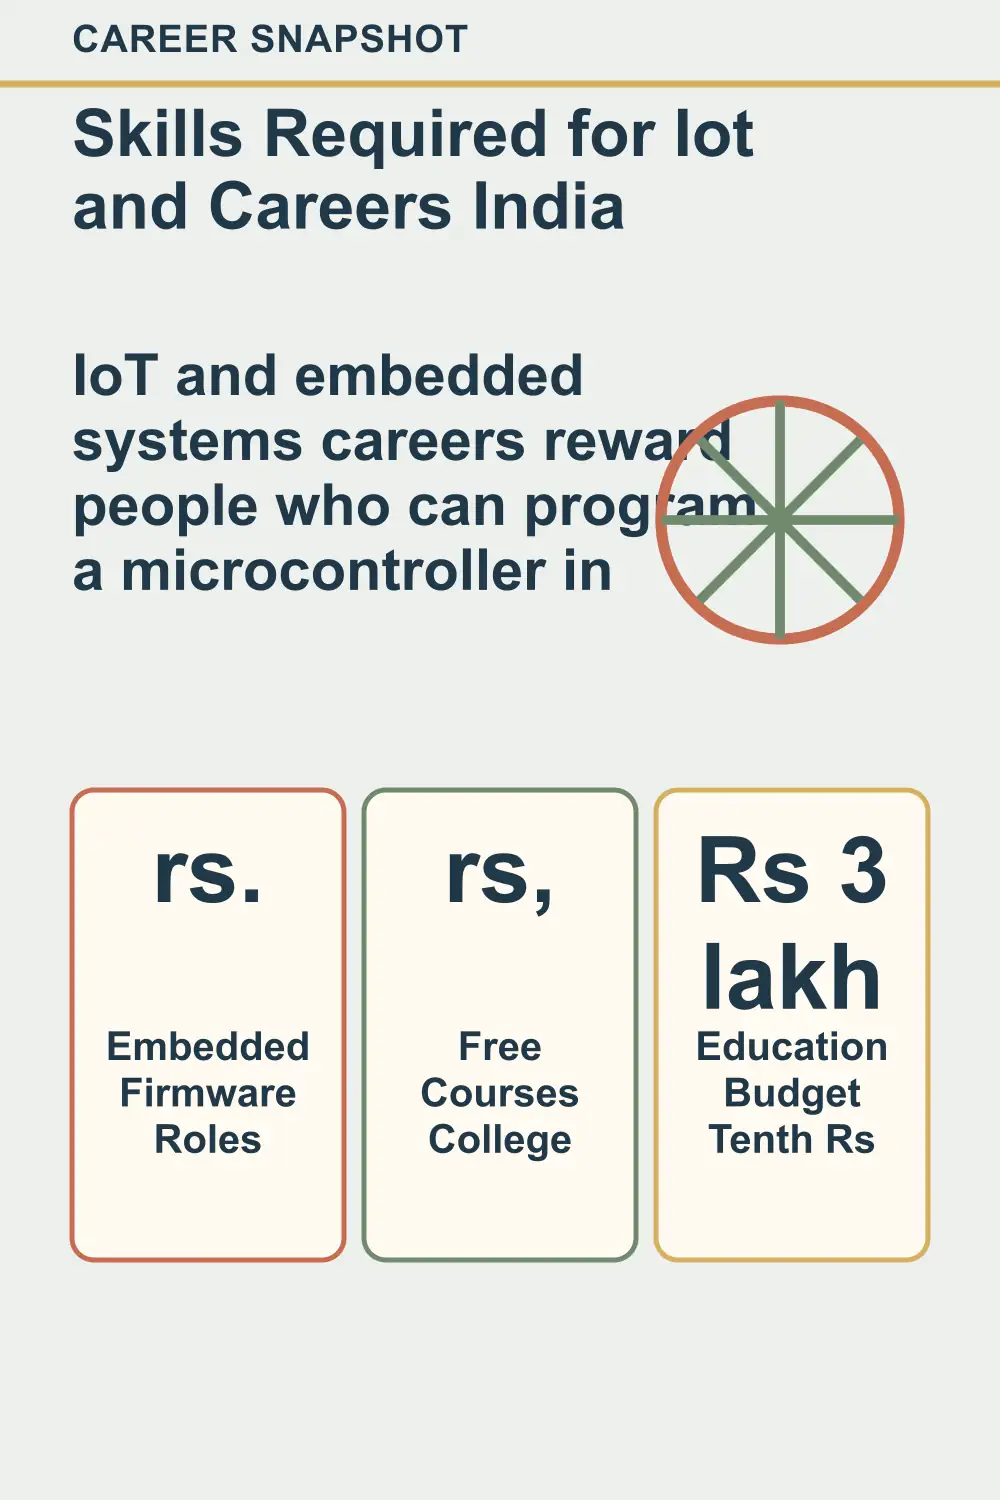 CAREER SNAPSHOT
Skills Required for Iot
and Careers India
IoT and embedded
systems careers reward
people who can program
a microcontroller in
rs.
Embedded
Firmware
Roles
rs,
Free
Courses
College
Rs 3
lakh
Education
Budget
Tenth Rs